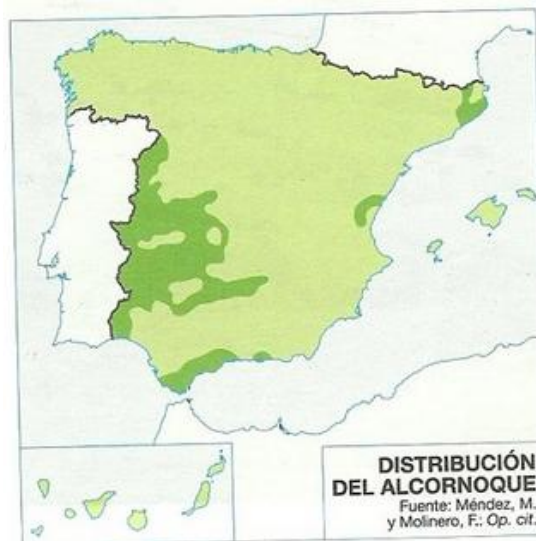 DISTRIBUCIÓN
DEL ALCORNOQUE
Fuente: Méndez, M.
y Molinero, F.: Op. cit.